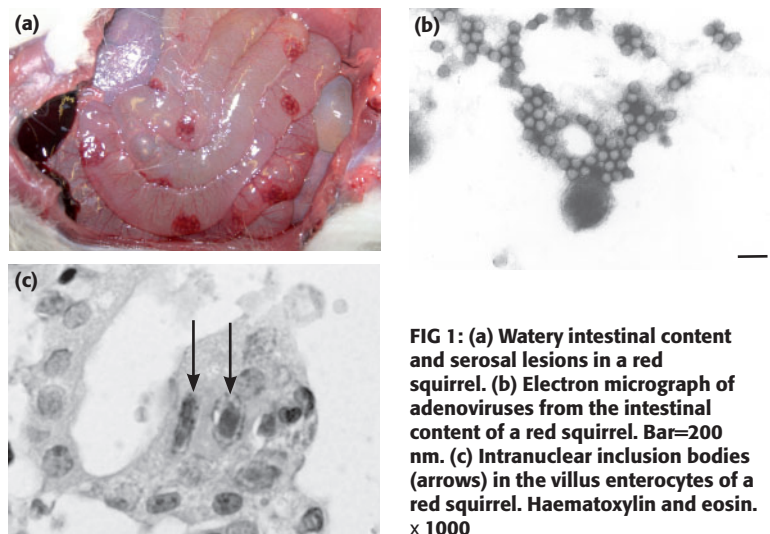 (a)
(b)
(c)
FIG 1: (a) Watery intestinal content
and serosal lesions in a red
squirrel. (b) Electron micrograph of
adenoviruses from the intestinal
content of a red squirrel. Bar=200
nm. (c) Intranuclear inclusion bodies
(arrows) in the villus enterocytes of a
red squirrel. Haematoxylin and eosin.
x 1000